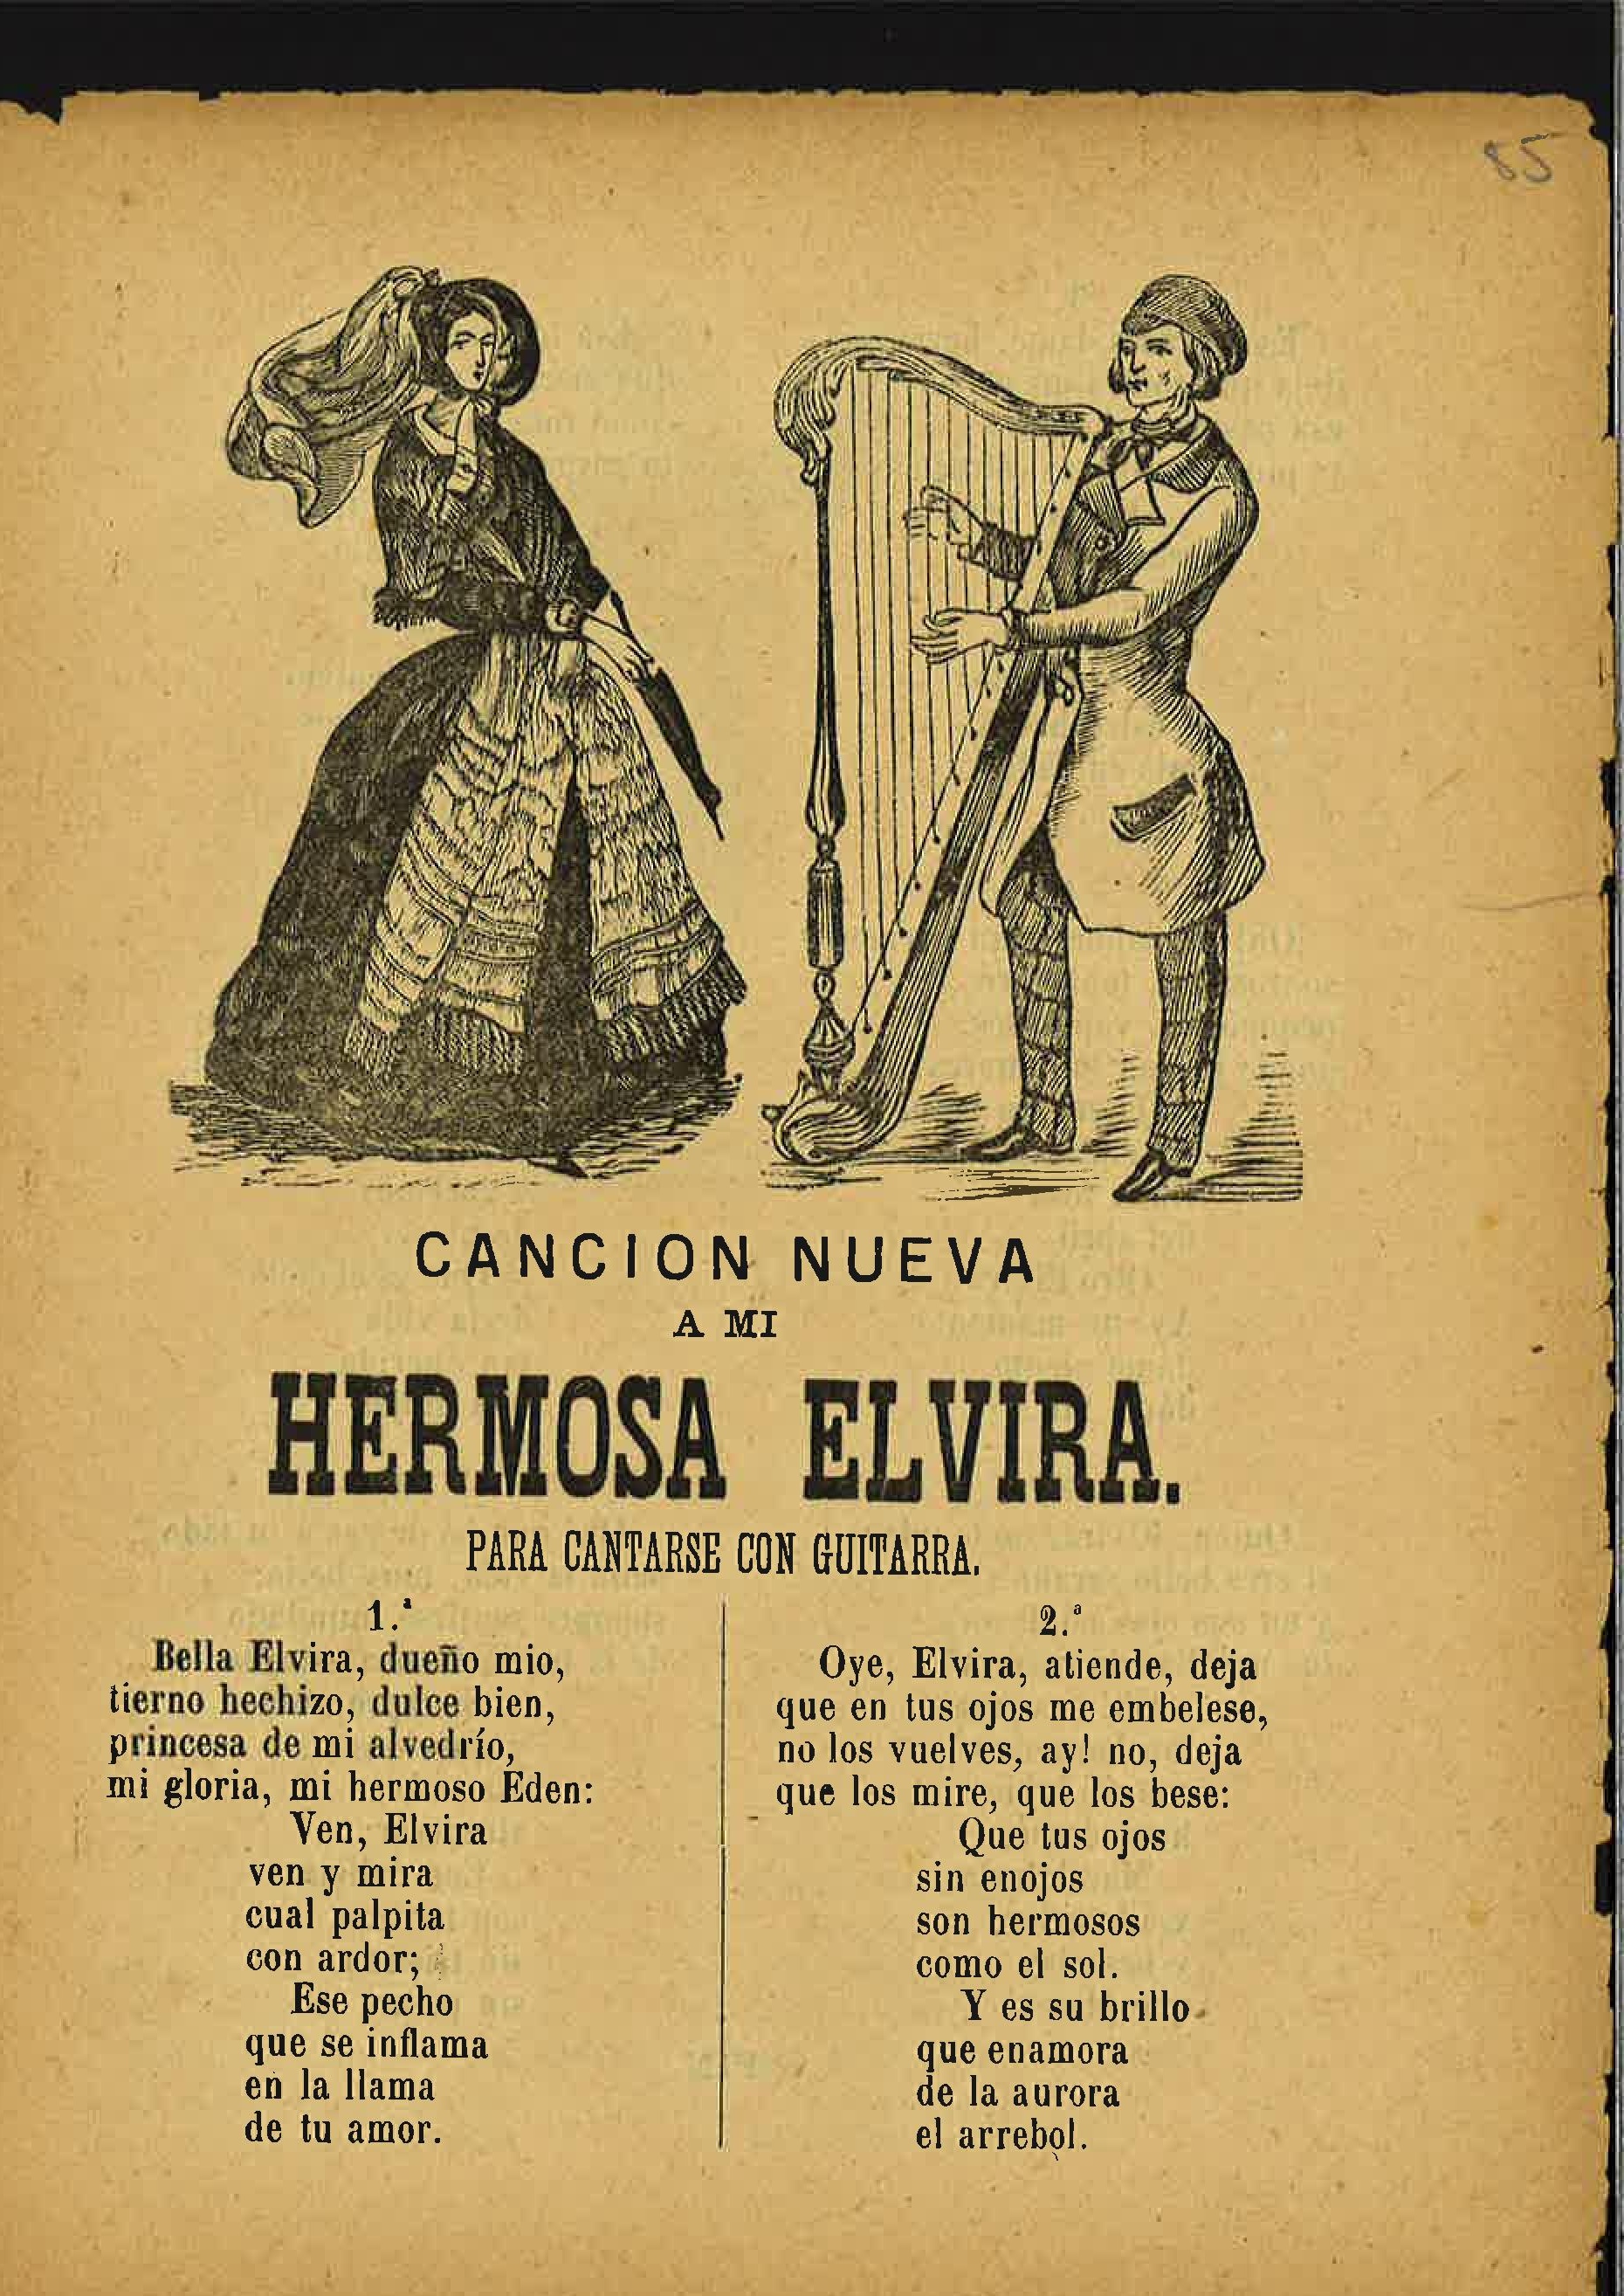 85
CANCION NUEVA
A MI
HERMOSA ELVIRA.
PARA CANTARSE CON GUITARRA.
1.ª
Bella Elvira, dueño mio,
tierno hechizo, dulce bien,
princesa de mi alvedrío,
mi gloria, mi hermoso Eden:
Ven, Elvira
ven y mira
cual palpita
con ardor;
Ese pecho
que se inflama
en la llama
de tu amor.
2.ª
Oye, Elvira, atiende, deja
que en tus ojos me embelese,
no los vuelves, ay! no, deja
que los mire, que los bese:
Que tus ojos
sin enojos
son hermosos
como el sol.
Y es su brillo
que enamora
de la aurora
el arrebol.